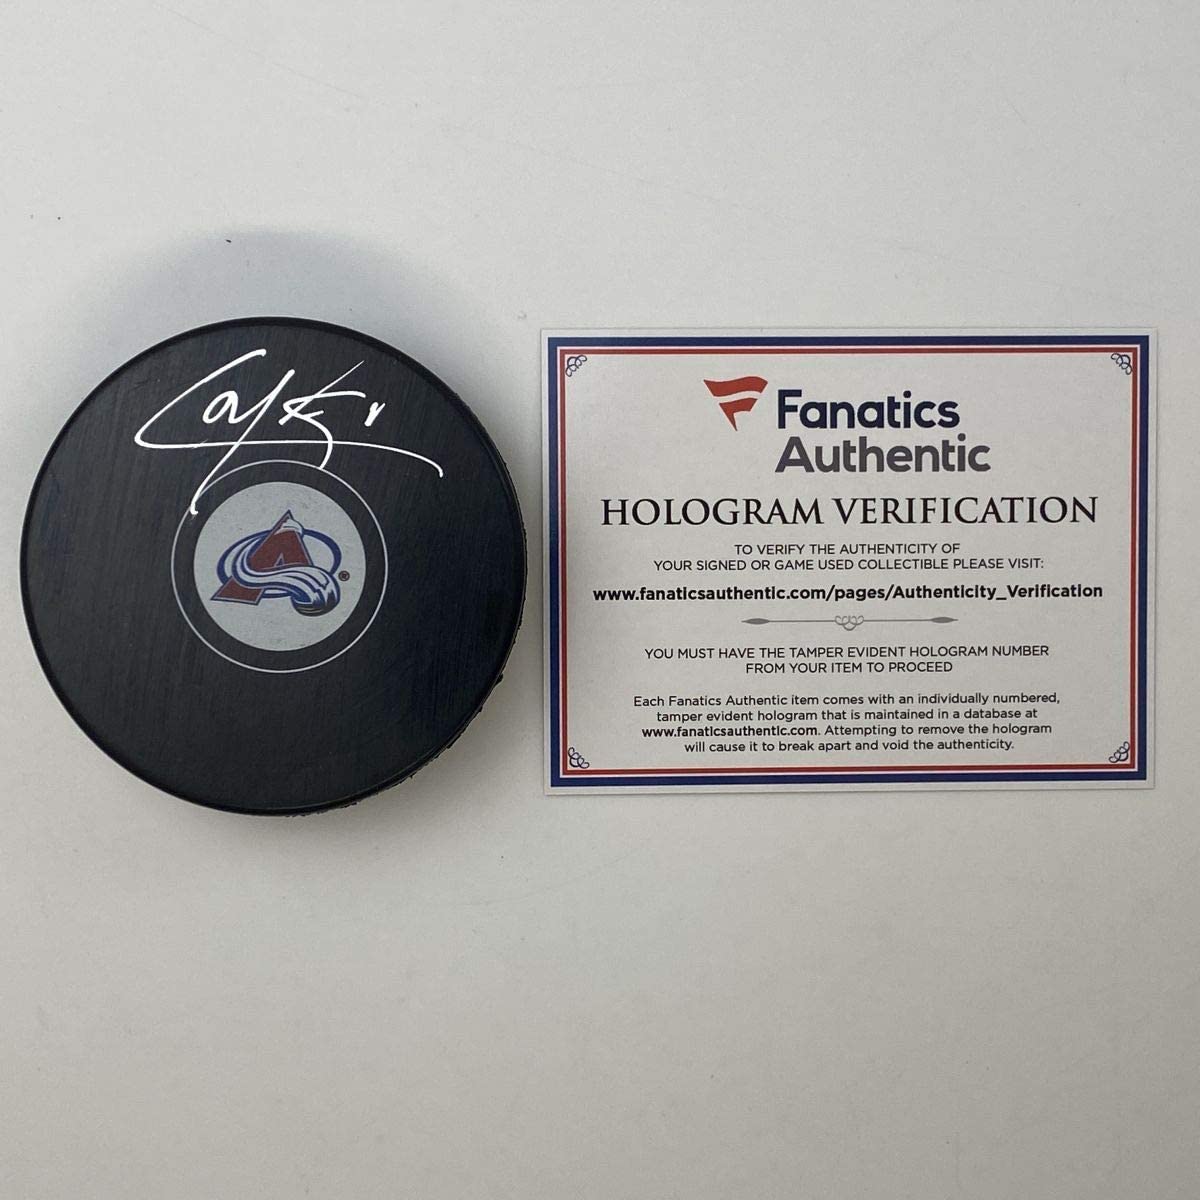 Fanatics
Authentic
HOLOGRAM VERIFICATION
TO VERIFY THE AUTHENTICITY OF
YOUR SIGNED OR GAME USED COLLECTIBLE PLEASE VISIT:
www.fanaticsauthentic.com/pages/Authenticity_Verification
YOU MUST HAVE THE TAMPER EVIDENT HOLOGRAM NUMBER
FROM YOUR ITEM TO PROCEED
Each Fanatics Authentic item comes with an individually numbered,
tamper evident hologram that is maintained in a database at
www.fanaticsauthentic.com. Attempting to remove the hologram
will cause it to break apart and void the authenticity.
A
®